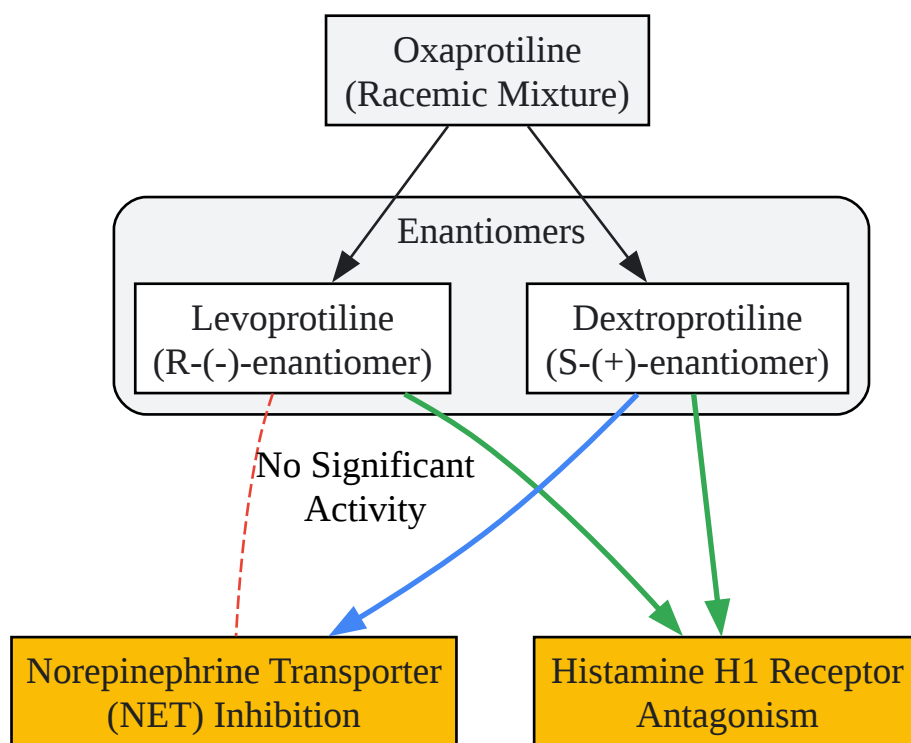 Oxaprotiline
(Racemic Mixture)
Enantiomers
Levoprotiline
(R-(-)-enantiomer)
Dextroprotiline
(S-(+)-enantiomer)
No Significant
Activity
Norepinephrine Transporter
(NET) Inhibition
Histamine H1 Receptor
Antagonism